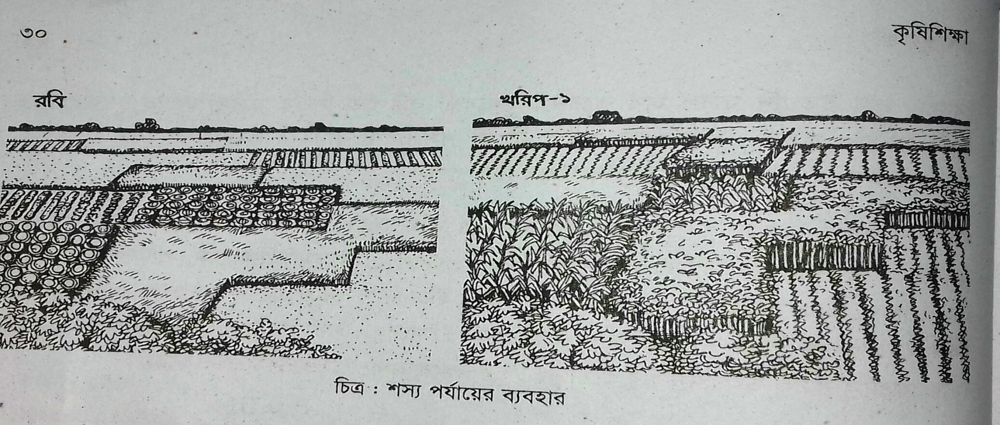 ৩০
কৃষিশিক্ষা
রবি
খরিপ-১
চিত্র : শস্য পর্যায়ের ব্যবহার